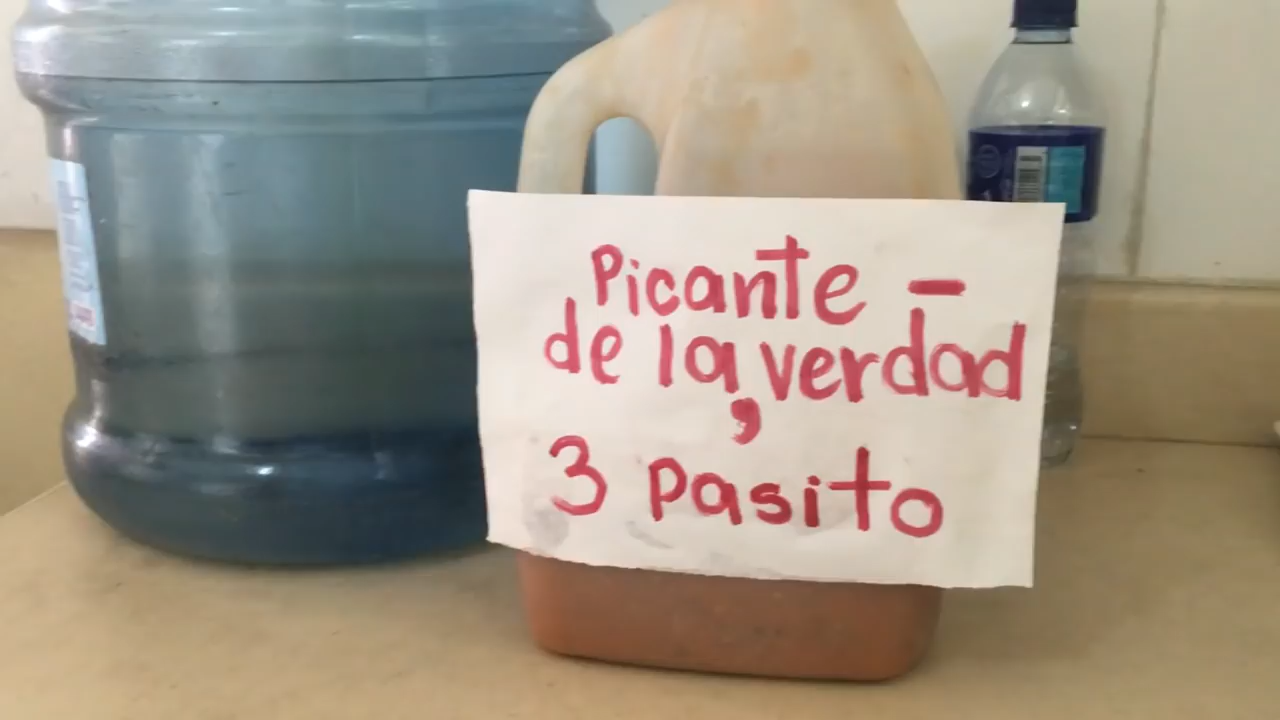 Picante -
de la, verdad
3 pasito